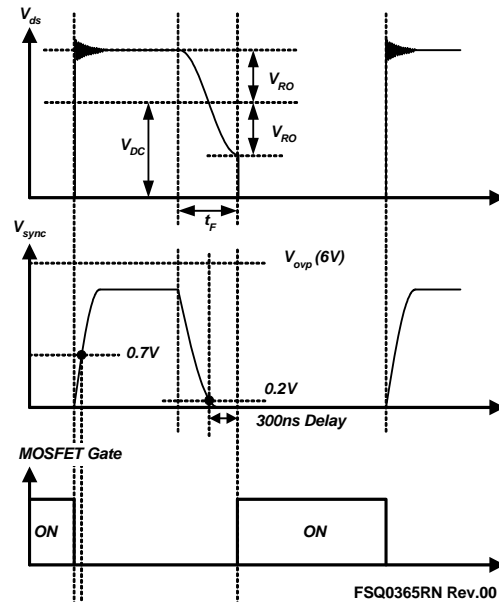 Vds
VRO
VRO
VDC
tF
Vsync
Vovp (6V)
0.7V
0.2V
300ns Delay
MOSFET Gate
ON
ON
FSQ0365RN Rev.00